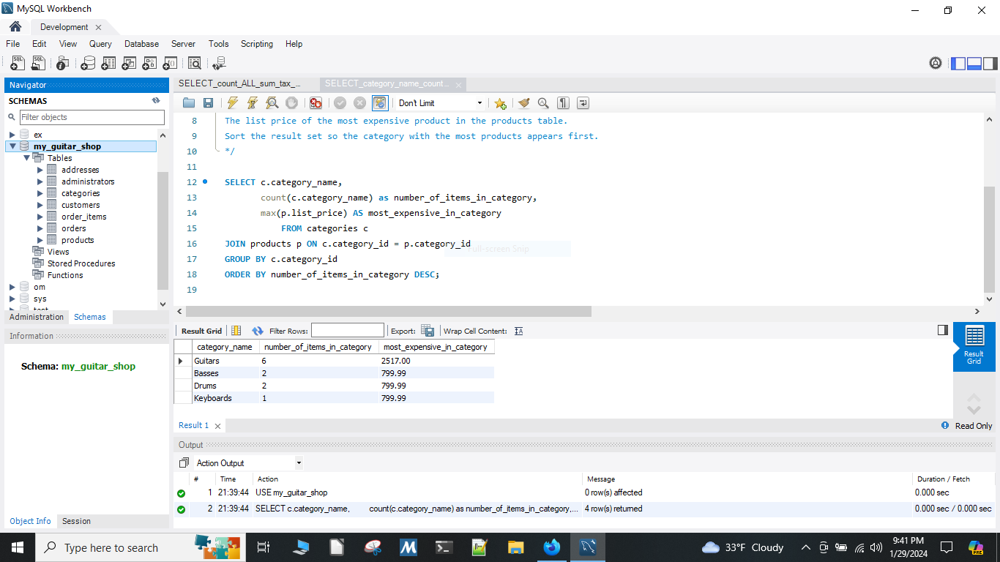 MySQL Workbench
Development
File Edit View Query Database Server Tools Scripting Help
Navigator
SCHEMAS
Filter objects
ex
my_guitar_shop
Tables
addresses
administrators
categories
customers
order_items
orders
products
Views
Stored Procedures
Functions
om
sys
test
Administration Schemas
Information
Schema: my_guitar_shop
Object Info Session
SELECT_count_ALL_sum_tax_... SELECT_category_name_count...
Don't Limit
8 The list price of the most expensive product in the products table.
9 Sort the result set so the category with the most products appears first.
10 */
11
12 SELECT c.category_name,
13 count(c.category_name) as number_of_items_in_category,
14 max(p.list_price) AS most_expensive_in_category
15 FROM categories c
16 JOIN products p ON c.category_id = p.category_id
Full-screen Snip
17 GROUP BY c.category_id
18 ORDER BY number_of_items_in_category DESC;
19
Result Grid Filter Rows: Export: Wrap Cell Content: IA
category_name number_of_items_in_category most_expensive_in_category
Guitars 6 2517.00
Basses 2 799.99
Drums 2 799.99
Keyboards 1 799.99
Result Grid
Result 1
Read Only
Output
Action Output
# Time Action Message Duration / Fetch
1 21:39:44 USE my_guitar_shop 0 row(s) affected 0.000 sec
2 21:39:44 SELECT c.category_name, count(c.category_name) as number_of_items_in_category,... 4 row(s) returned 0.000 sec / 0.000 sec
Type here to search
33°F Cloudy
9:41 PM
1/29/2024
PRE